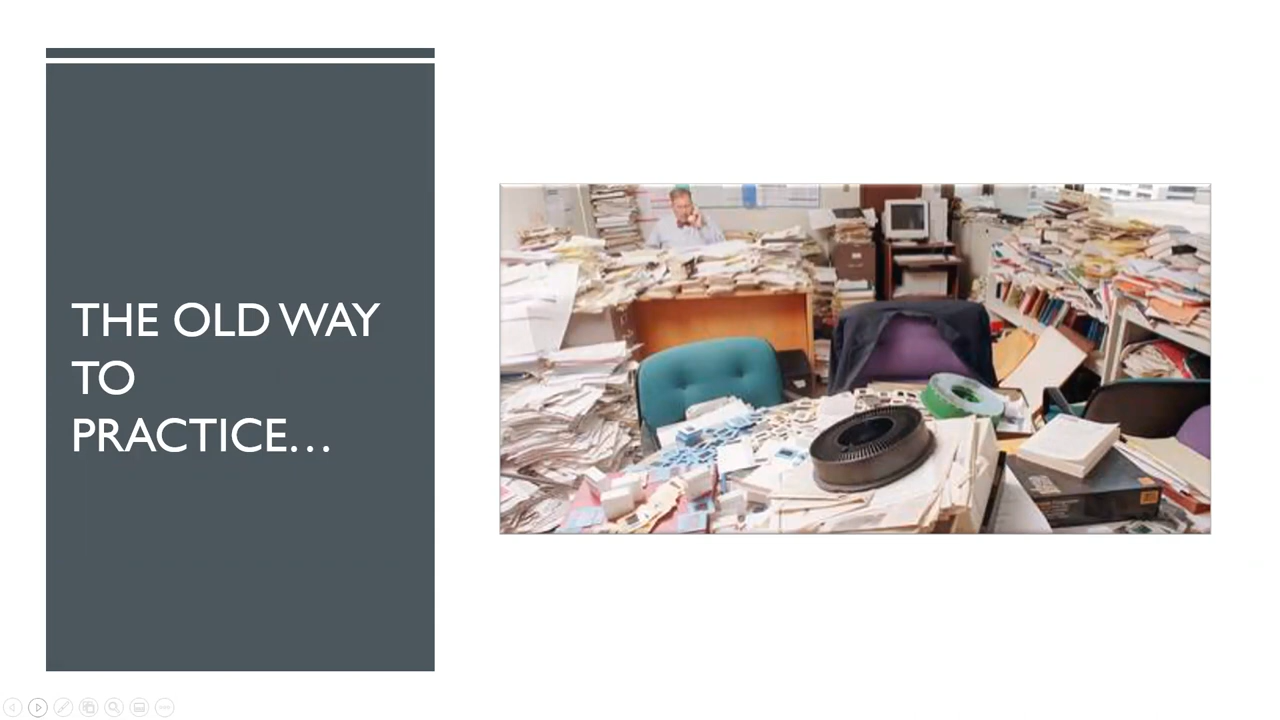 THE OLD WAY
TO
PRACTICE…